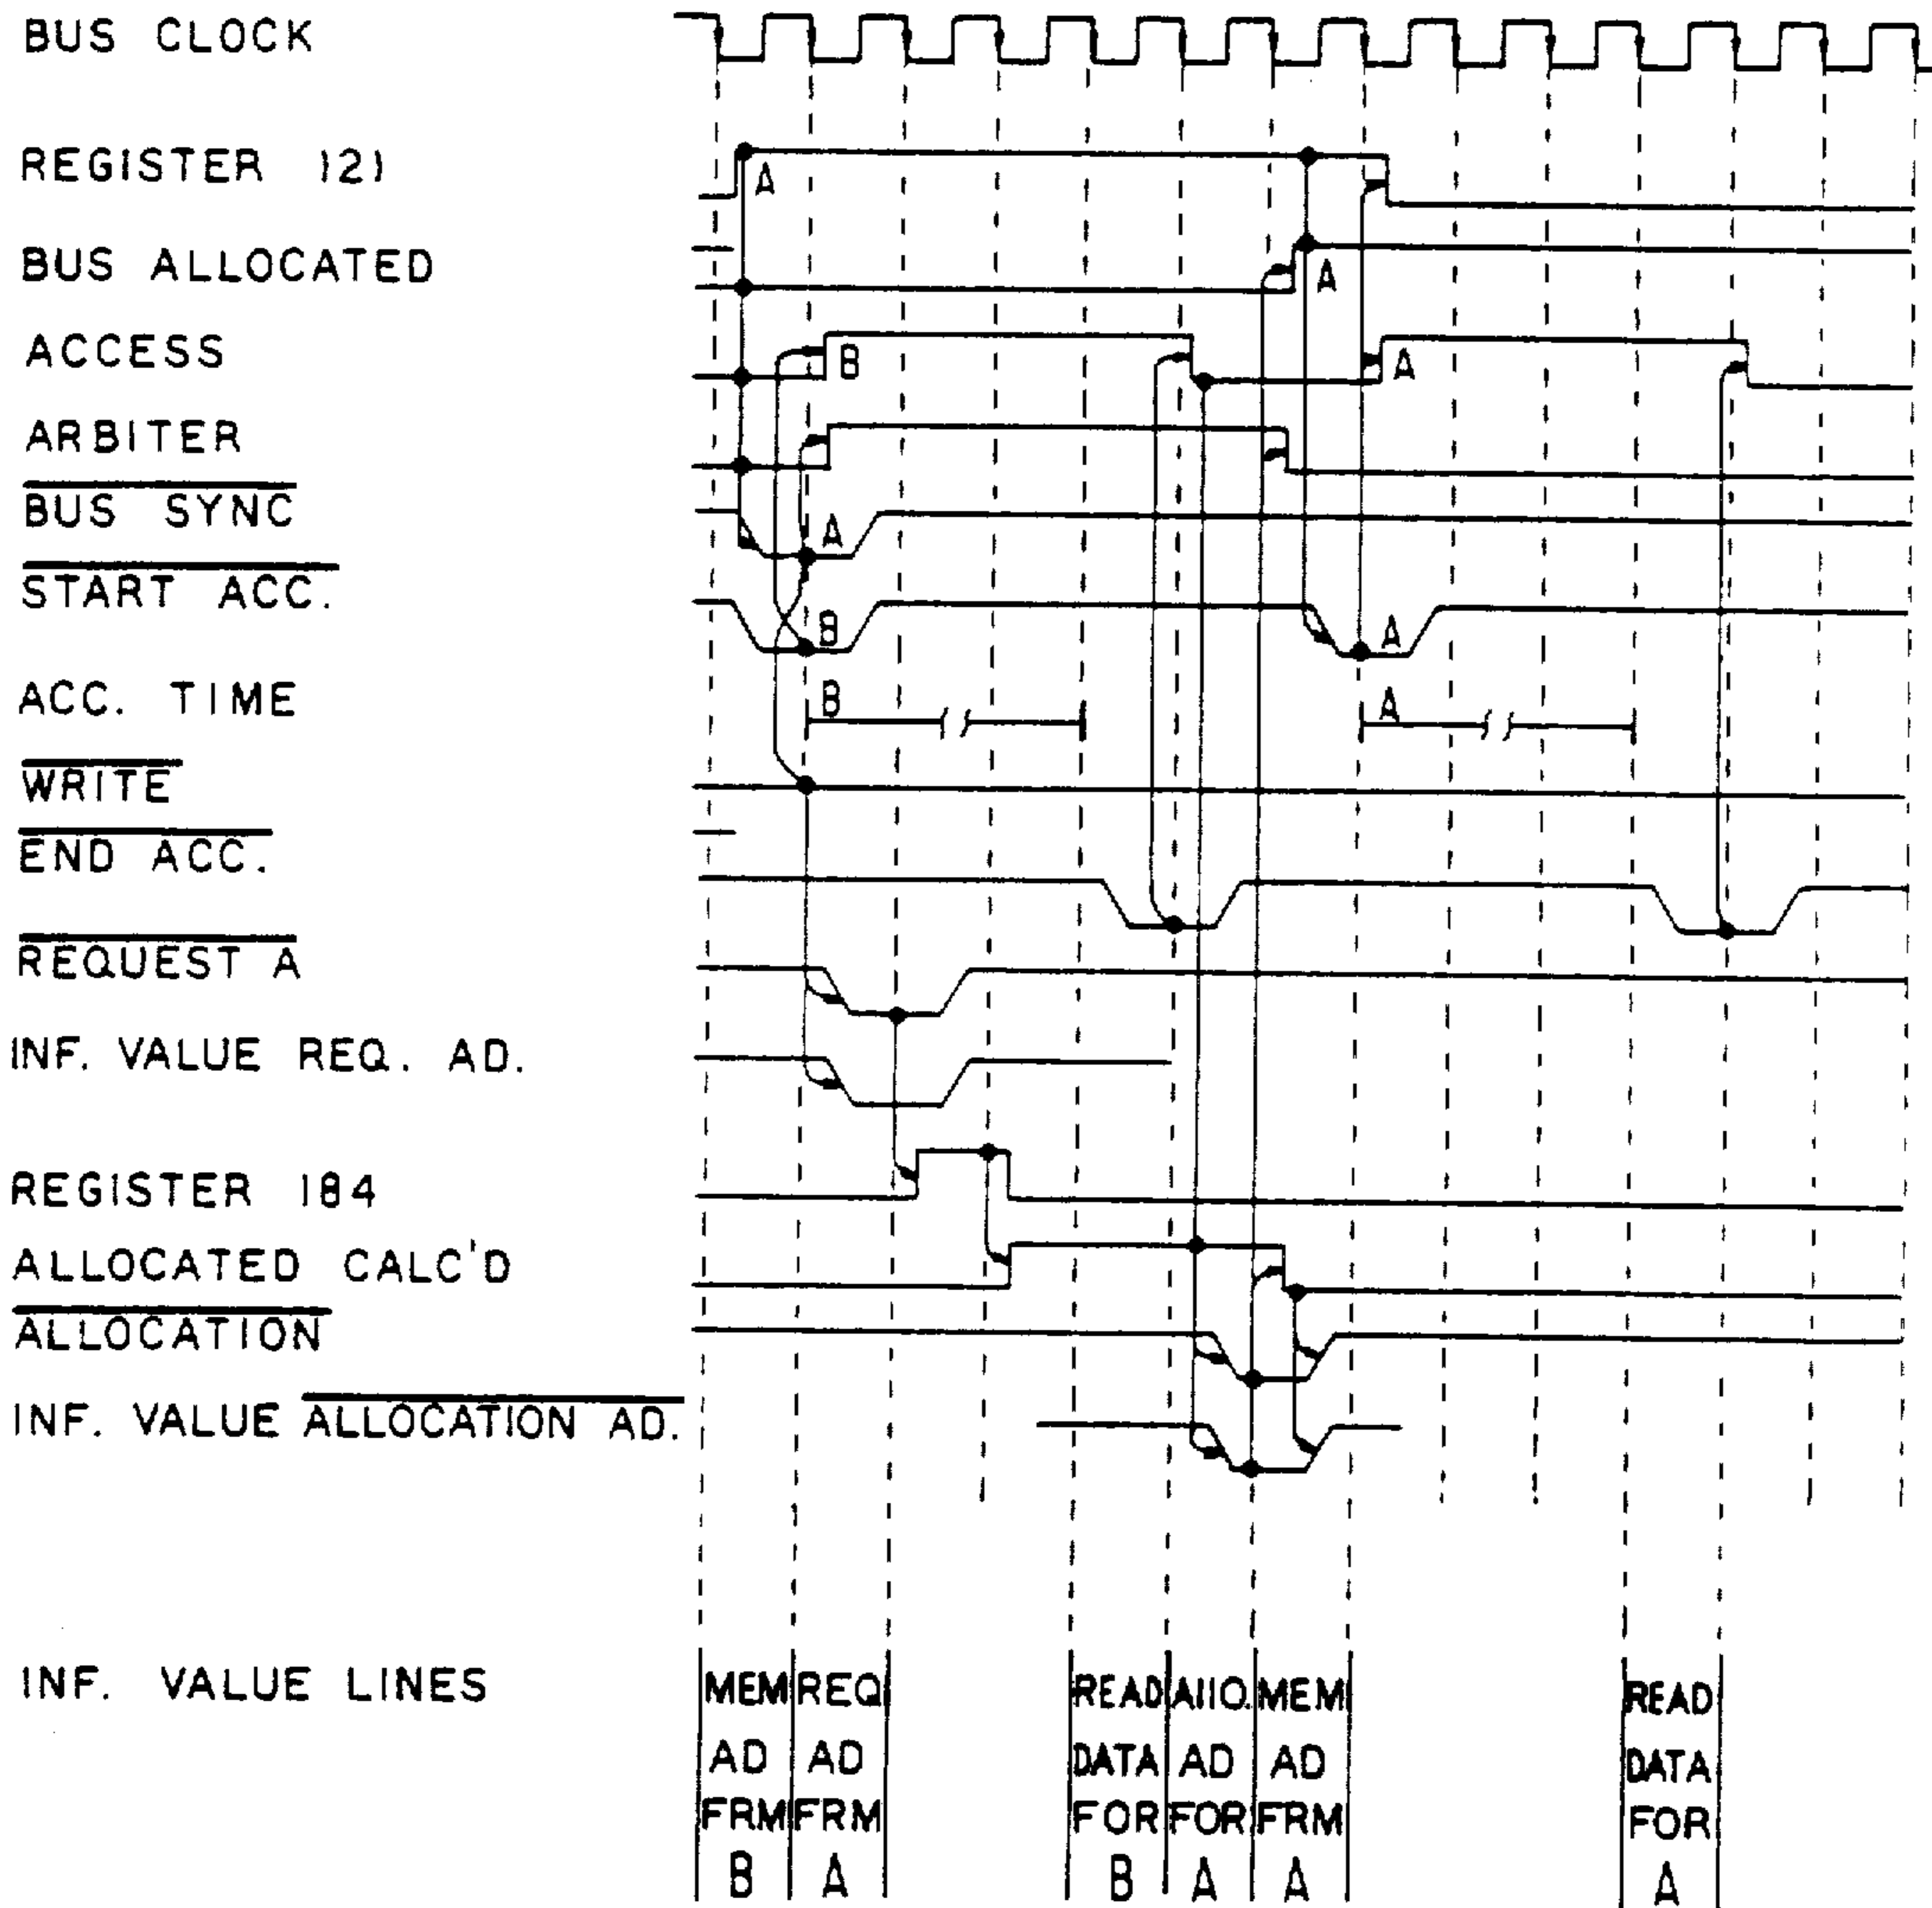 BUS CLOCK
REGISTER 121
A
BUS ALLOCATED
A
ACCESS
B
A
ARBITER
BUS SYNC
A
START ACC.
B
A
ACC. TIME
B
A
WRITE
END ACC.
REQUEST A
INF. VALUE REQ. AD.
REGISTER 184
ALLOCATED CALC'D
ALLOCATION
INF. VALUE ALLOCATION AD.
INF. VALUE LINES
MEM AD FRM B
REQ AD FRM A
READ DATA FOR B
AllO. AD FOR A
MEM AD FRM A
READ DATA FOR A